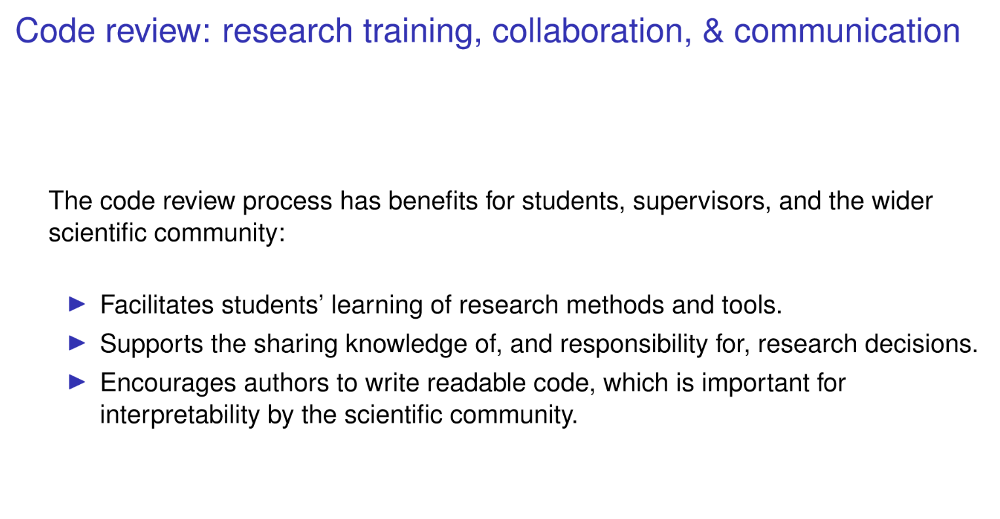 Code review: research training, collaboration, & communication
The code review process has benefits for students, supervisors, and the wider
scientific community:
▶ Facilitates students’ learning of research methods and tools.
▶ Supports the sharing knowledge of, and responsibility for, research decisions.
▶ Encourages authors to write readable code, which is important for
interpretability by the scientific community.